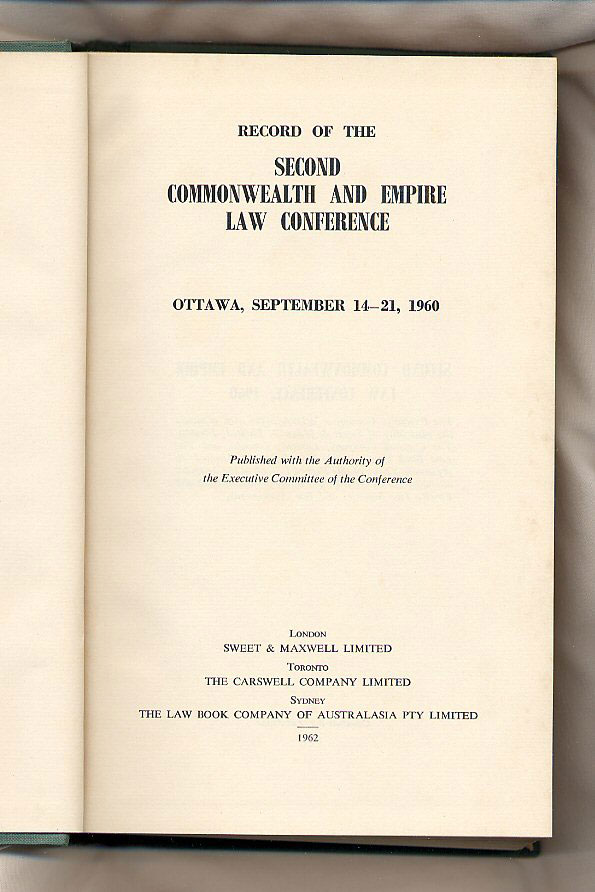 RECORD OF THE
SECOND
COMMONWEALTH AND EMPIRE
LAW CONFERENCE
OTTAWA, SEPTEMBER 14–21, 1960
Published with the Authority of
the Executive Committee of the Conference
London
SWEET & MAXWELL LIMITED
Toronto
THE CARSWELL COMPANY LIMITED
Sydney
THE LAW BOOK COMPANY OF AUSTRALASIA PTY LIMITED
1962